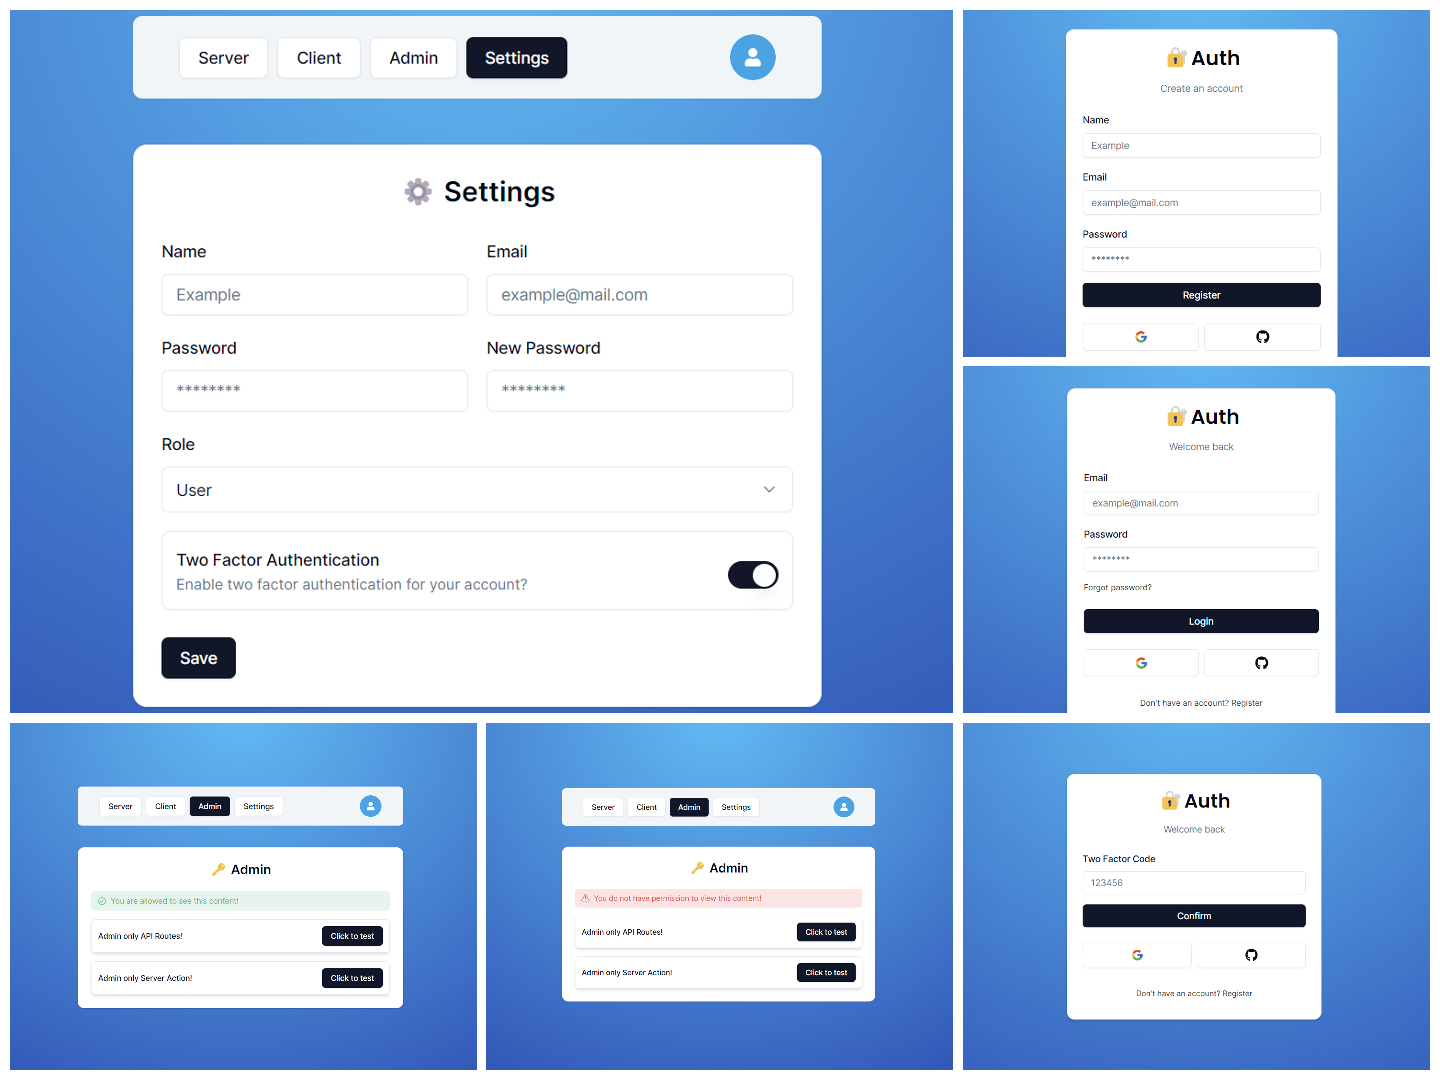 Server Client Admin Settings
Settings
Name Email
Example example@mail.com
Password New Password
******** ********
Role
User
Two Factor Authentication
Enable two factor authentication for your account?
Save
Auth
Create an account
Name
Example
Email
example@mail.com
Password
********
Register
Auth
Welcome back
Email
example@mail.com
Password
********
Forgot password?
Login
Don't have an account? Register
Server Client Admin Settings
Admin
You are allowed to see this content!
Admin only API Routes! Click to test
Admin only Server Action! Click to test
Server Client Admin Settings
Admin
You do not have permission to view this content!
Admin only API Routes! Click to test
Admin only Server Action! Click to test
Auth
Welcome back
Two Factor Code
123456
Confirm
Don't have an account? Register